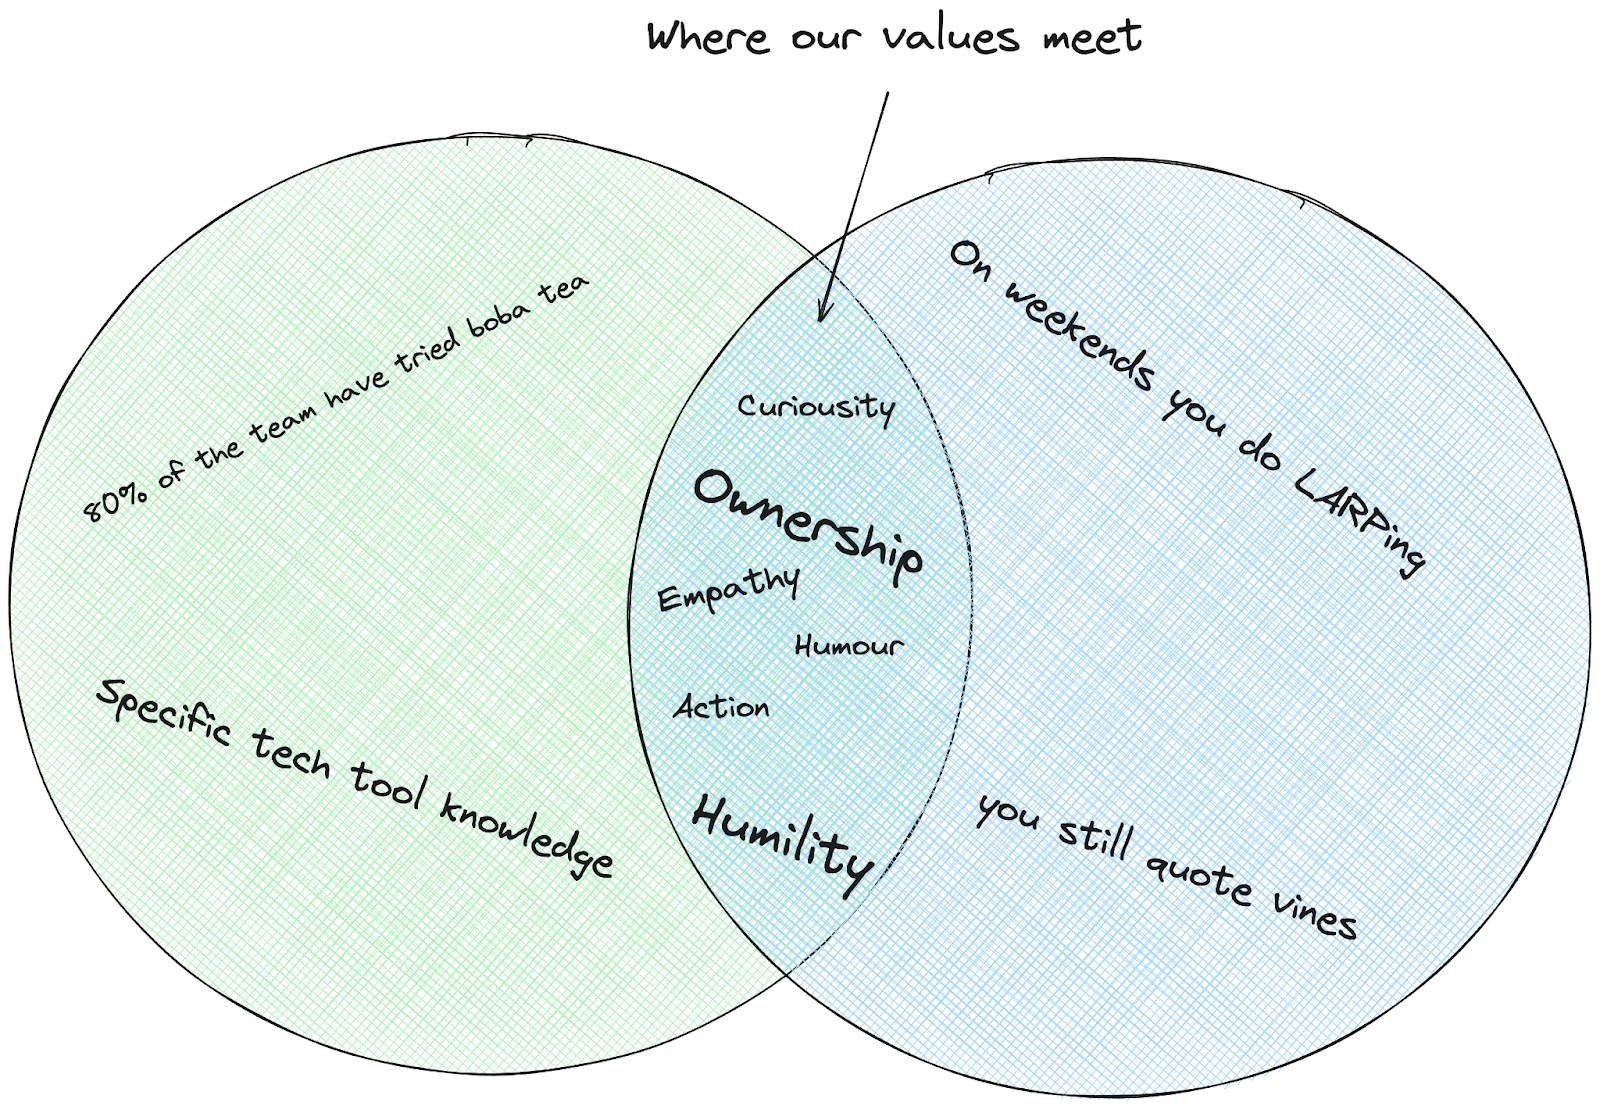 Where our values meet
80% of the team have tried boba tea
Specific tech tool knowledge
Curiousity
Ownership
Empathy
Humour
Action
Humility
On weekends you do LARPing
you still quote vines